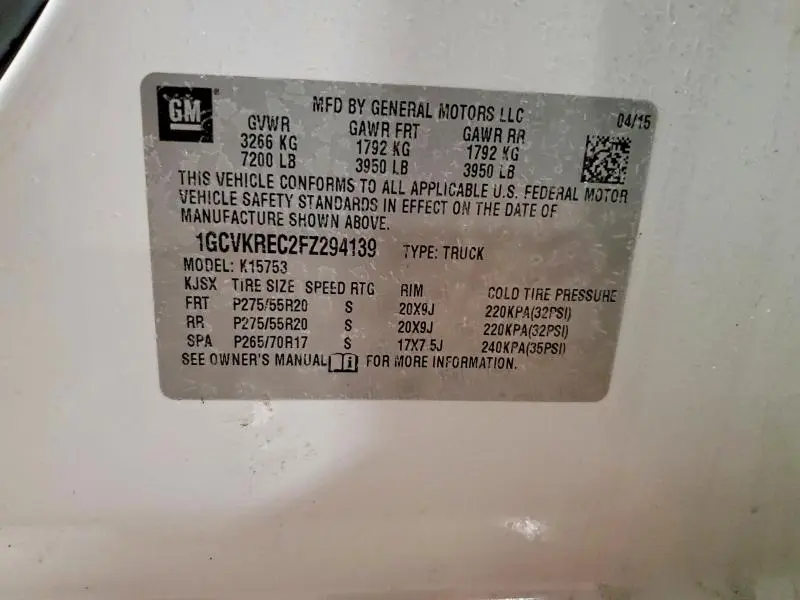 GM
MFD BY GENERAL MOTORS LLC
04/15
GVWR GAWR FRT GAWR RR
3266 KG 1792 KG 1792 KG
7200 LB 3950 LB 3950 LB
THIS VEHICLE CONFORMS TO ALL APPLICABLE U.S. FEDERAL MOTOR
VEHICLE SAFETY STANDARDS IN EFFECT ON THE DATE OF
MANUFACTURE SHOWN ABOVE.
1GCVKREC2FZ294139 TYPE: TRUCK
MODEL: K15753
KJSX TIRE SIZE SPEED RTG RIM COLD TIRE PRESSURE
FRT P275/55R20 S 20X9J 220KPA(32PSI)
RR P275/55R20 S 20X9J 220KPA(32PSI)
SPA P265/70R17 S 17X7.5J 240KPA(35PSI)
SEE OWNER'S MANUAL FOR MORE INFORMATION.